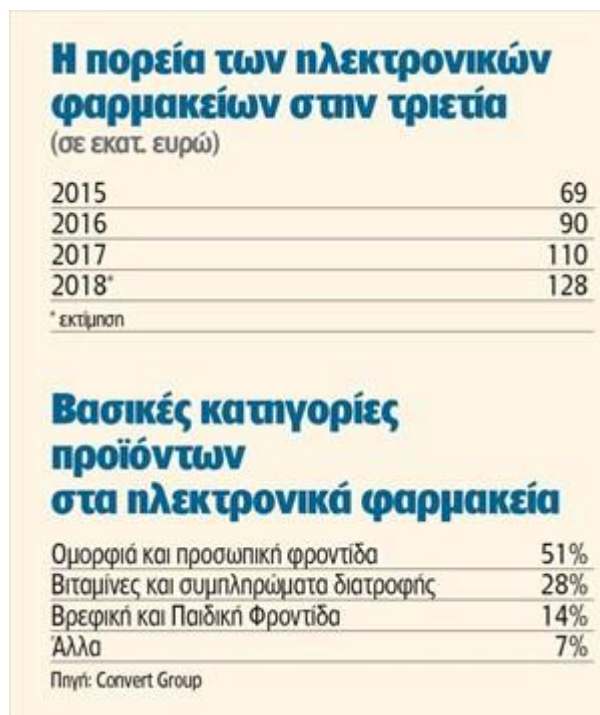 Η πορεία των ηλεκτρονικών
φαρμακείων στην τριετία
(σε εκατ. ευρώ)
2015 69
2016 90
2017 110
2018* 128
* εκτίμηση
Βασικές κατηγορίες
προϊόντων
στα ηλεκτρονικά φαρμακεία
Ομορφιά και προσωπική φροντίδα 51%
Βιταμίνες και συμπληρώματα διατροφής 28%
Βρεφική και Παιδική Φροντίδα 14%
Άλλα 7%
Πηγή: Convert Group